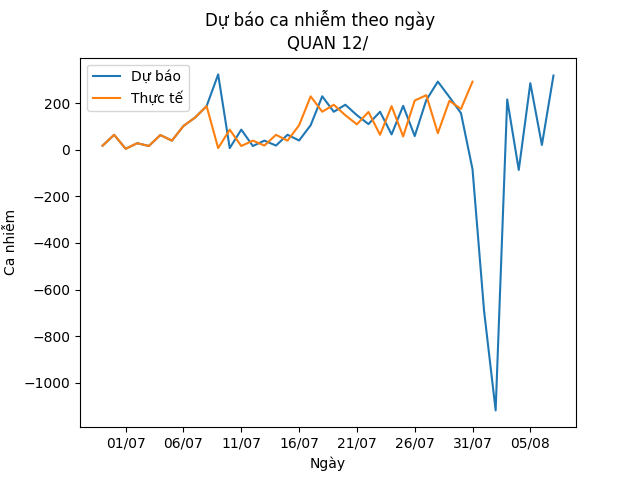 Dự báo ca nhiễm theo ngày
QUAN 12/
Dự báo
Thực tế
200
0
−200
−400
−600
−800
−1000
Ca nhiễm
01/07
06/07
11/07
16/07
21/07
26/07
31/07
05/08
Ngày